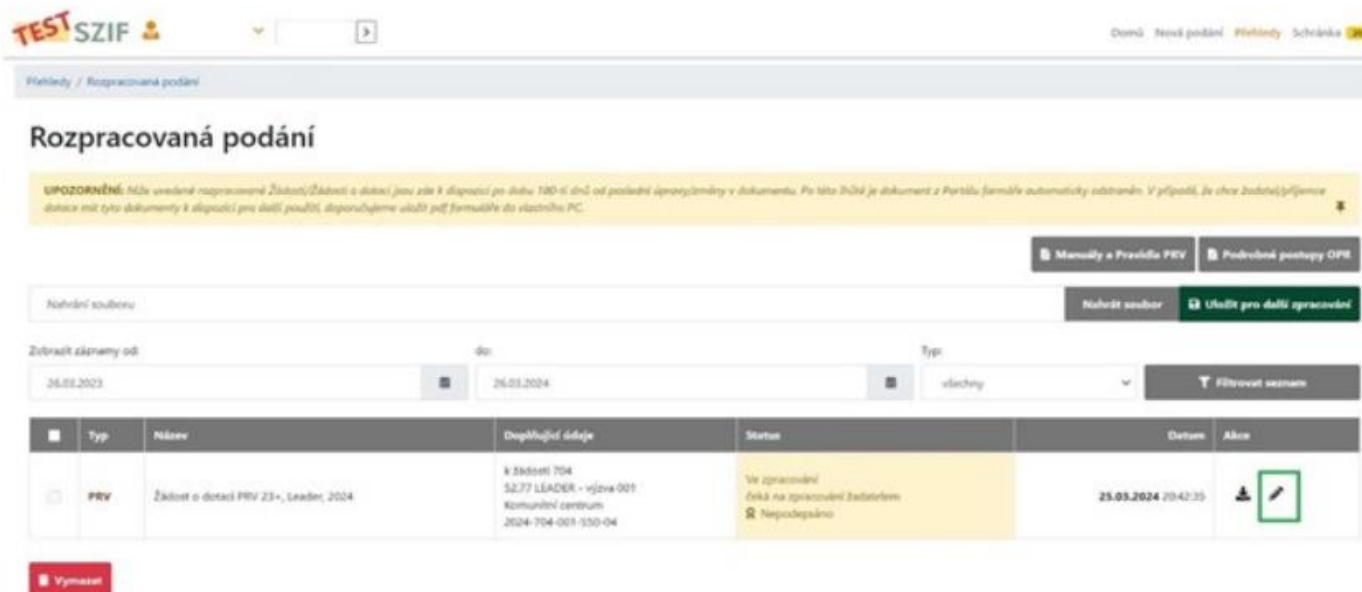 TEST SZIF
Domů Nová podání Přehledy Schránka
Přehledy / Rozpracovaná podání
Rozpracovaná podání
UPOZORNĚNÍ: Níže uvedené rozpracované Žádosti/Žádosti o dotaci jsou zde k dispozici po dobu 180-ti dnů od poslední úpravy/změny v dokumentu. Po této lhůtě je dokument z Portálu farmáře automaticky odstraněn. V případě, že chce žadatel/příjemce
dotace mít tyto dokumenty k dispozici pro další použití, doporučujeme uložit pdf formuláře do vlastního PC.
Manuály a Pravidla PRV Podrobné postupy OPR
Nahrání souboru Nahrát soubor Uložit pro další zpracování
Zobrazit záznamy od: do: Typ:
26.03.2023 26.03.2024 všechny Filtrovat seznam
Typ Název Doplňující údaje Status Datum Akce
k žádosti 704
52.77 LEADER - výzva 001
Komunitní centrum
2024-704-001-550-04
PRV Žádost o dotaci PRV 23+, Leader, 2024
Ve zpracování
čeká na zpracování žadatelem
Nepodepsáno
25.03.2024 20:42:35
Vymazat